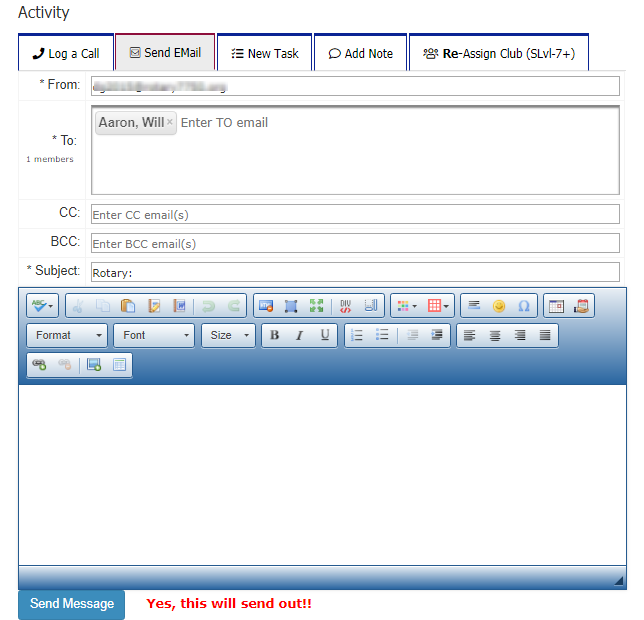 Activity
Log a Call
Send EMail
New Task
Add Note
Re-Assign Club (SLvl-7+)
* From:
* To:
1 members
Aaron, Will × Enter TO email
CC: Enter CC email(s)
BCC: Enter BCC email(s)
* Subject: Rotary:
ABC
DIV
Ω
Format Font Size B I U
Send Message Yes, this will send out!!